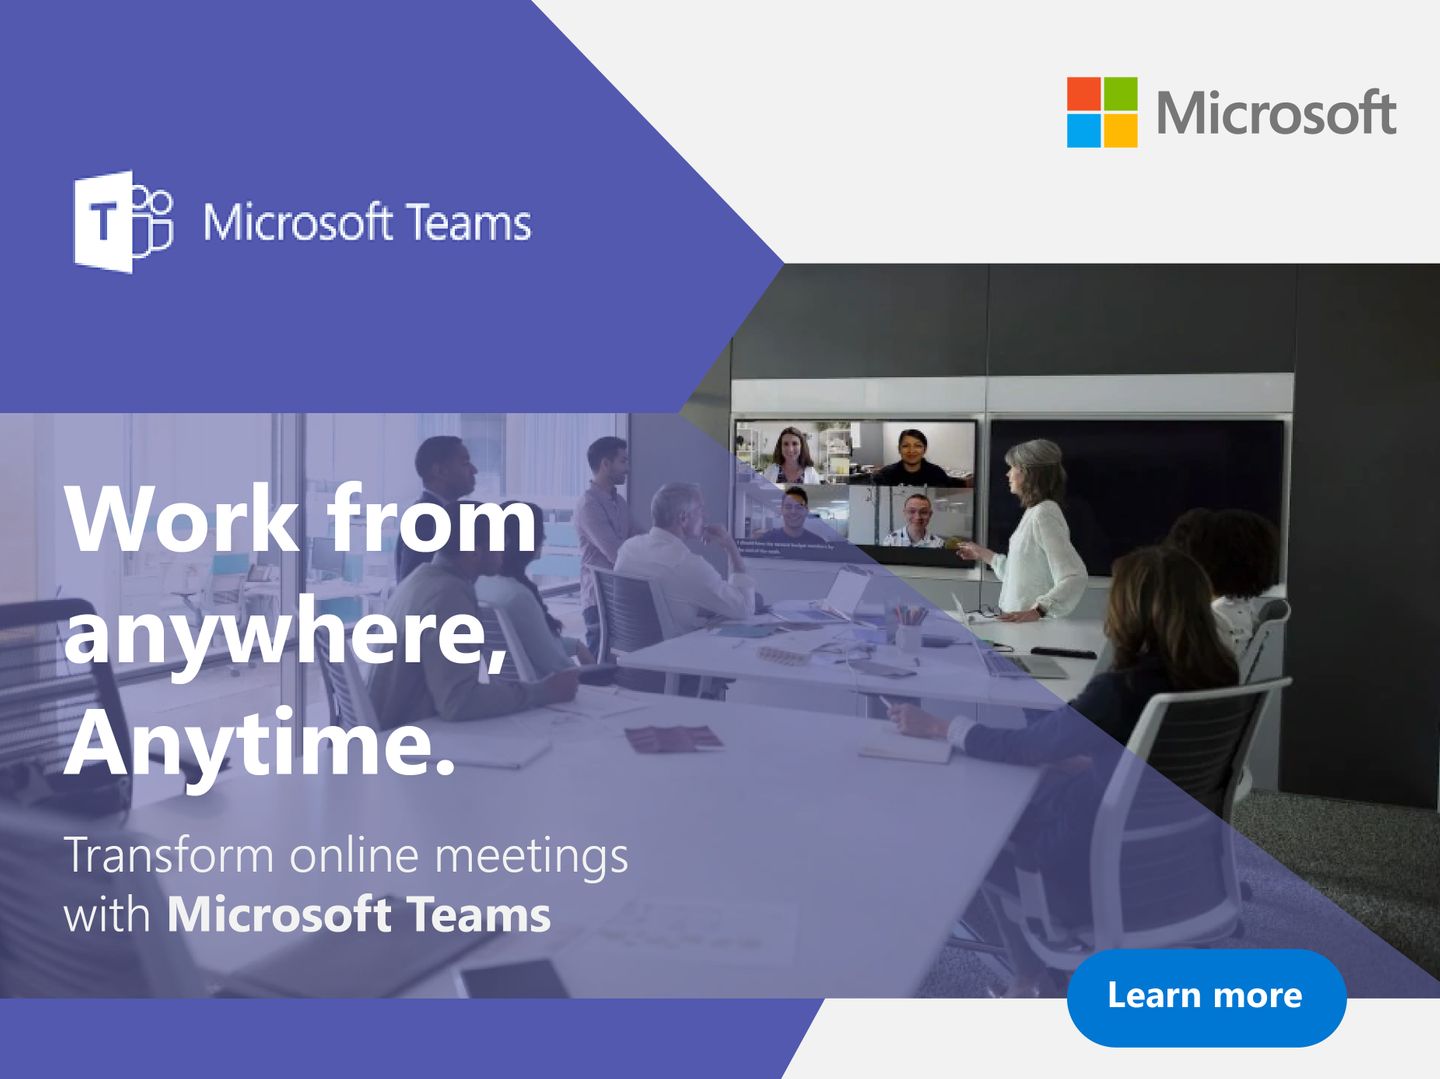 Microsoft
T
Microsoft Teams
Work from
anywhere,
Anytime.
Transform online meetings
with Microsoft Teams
Learn more